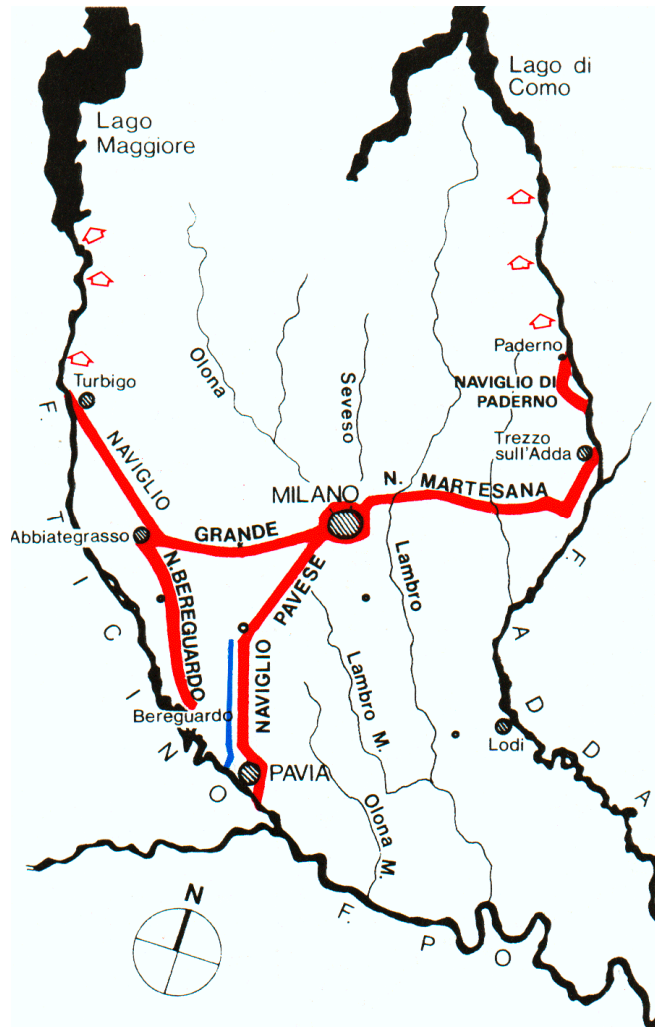 Lago di
Como
Lago
Maggiore
Olona
Seveso
Paderno
NAVIGLIO DI
PADERNO
Turbigo
F. TICINO
NAVIGLIO
Trezzo
sull'Adda
MILANO
N. MARTESANA
GRANDE
Abbiategrasso
N.BEREGUARDO
PAVESE
Lambro
F. ADDA
NAVIGLIO
Lambro M.
Bereguardo
Lodi
PAVIA
Olona M.
N
F. PO